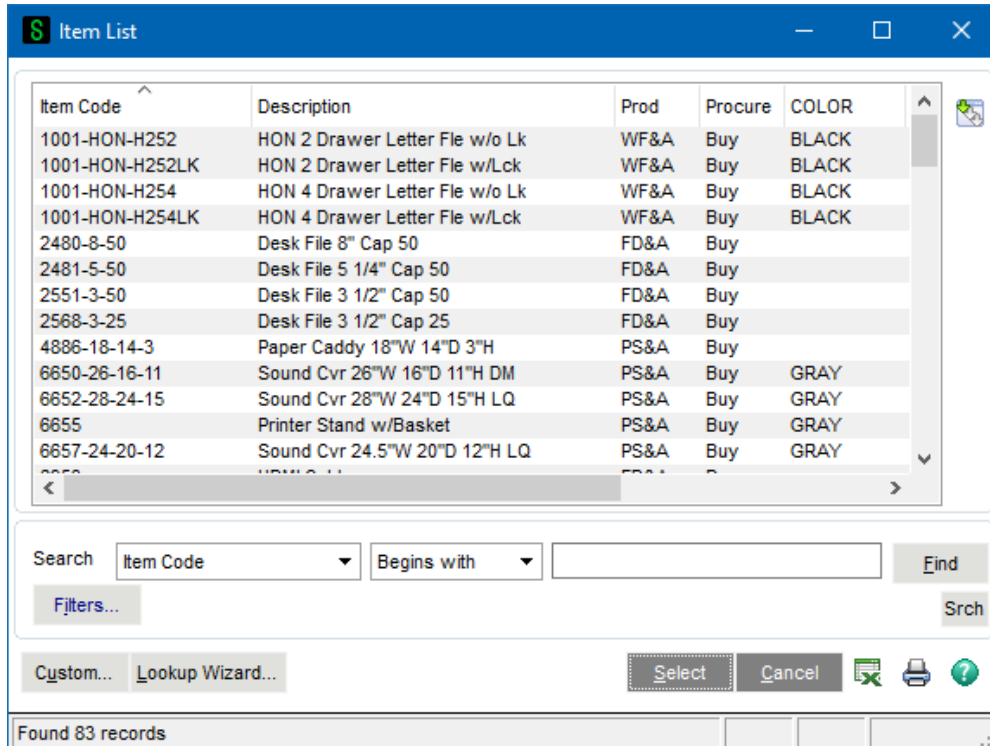 S Item List
Item Code Description Prod Procure COLOR
1001-HON-H252 HON 2 Drawer Letter Fle w/o Lk WF&A Buy BLACK
1001-HON-H252LK HON 2 Drawer Letter Fle w/Lck WF&A Buy BLACK
1001-HON-H254 HON 4 Drawer Letter Fle w/o Lk WF&A Buy BLACK
1001-HON-H254LK HON 4 Drawer Letter Fle w/Lck WF&A Buy BLACK
2480-8-50 Desk File 8" Cap 50 FD&A Buy
2481-5-50 Desk File 5 1/4" Cap 50 FD&A Buy
2551-3-50 Desk File 3 1/2" Cap 50 FD&A Buy
2568-3-25 Desk File 3 1/2" Cap 25 FD&A Buy
4886-18-14-3 Paper Caddy 18"W 14"D 3"H PS&A Buy
6650-26-16-11 Sound Cvr 26"W 16"D 11"H DM PS&A Buy GRAY
6652-28-24-15 Sound Cvr 28"W 24"D 15"H LQ PS&A Buy GRAY
6655 Printer Stand w/Basket PS&A Buy GRAY
6657-24-20-12 Sound Cvr 24.5"W 20"D 12"H LQ PS&A Buy GRAY
Search Item Code Begins with Find
Filters... Srch
Custom... Lookup Wizard... Select Cancel ?
Found 83 records